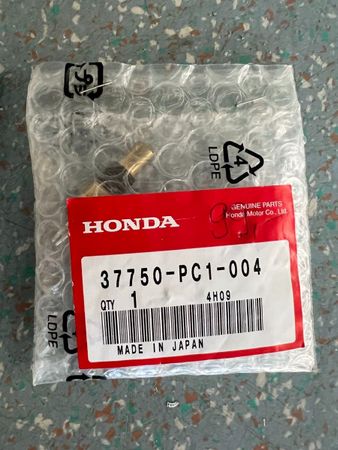 4
LDPE
GENUINE PARTS
Honda Motor Co., Ltd.
HONDA
37750-PC1-004
QTY 1 4H09
MADE IN JAPAN
LDPE